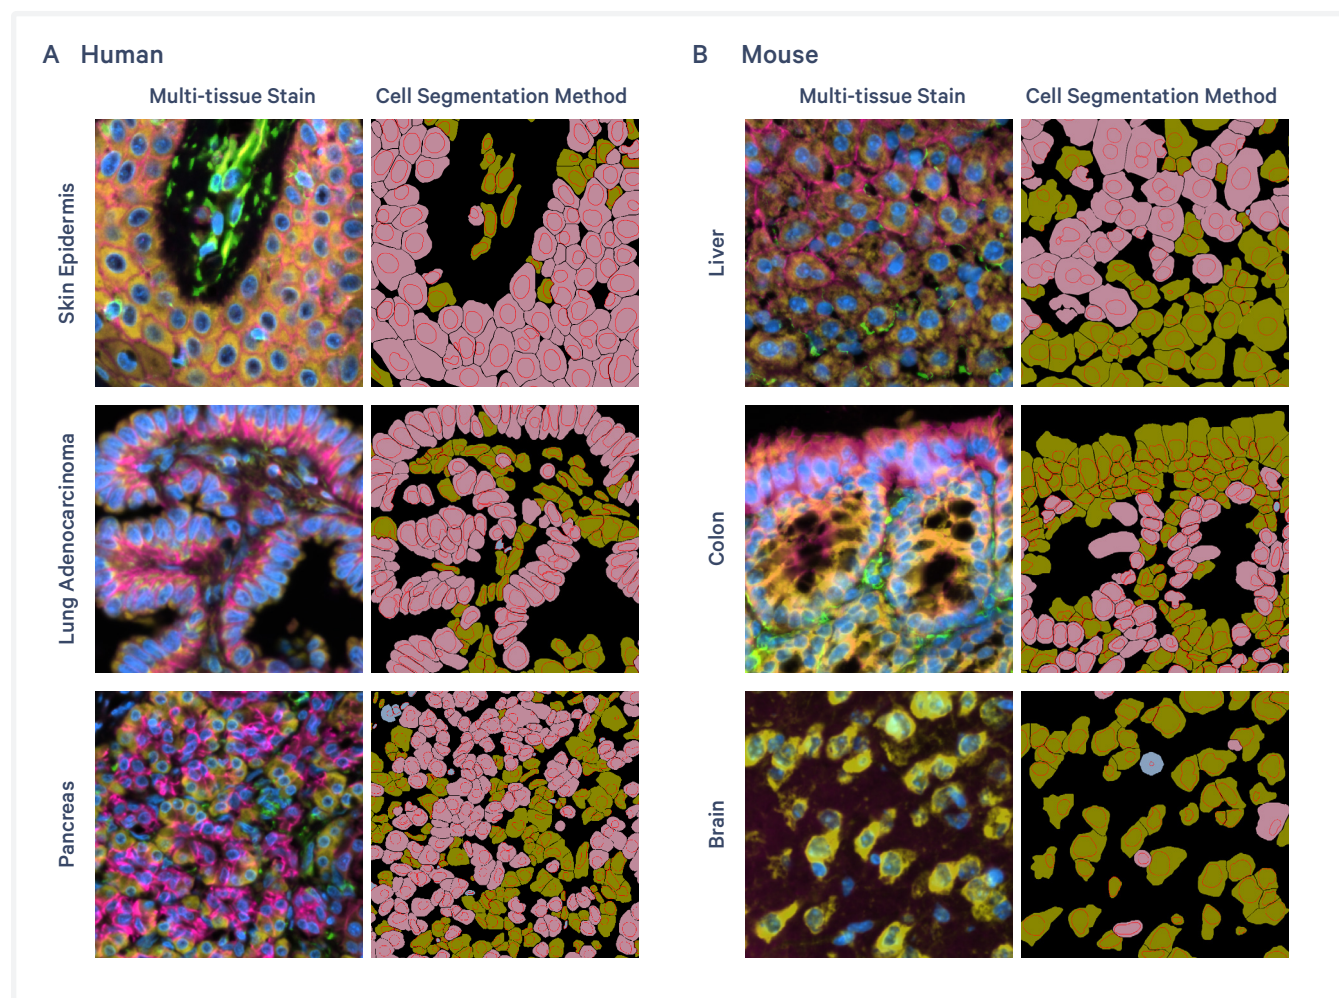 A Human
Multi-tissue Stain Cell Segmentation Method
Skin Epidermis
Lung Adenocarcinoma
Pancreas
B Mouse
Multi-tissue Stain Cell Segmentation Method
Liver
Colon
Brain